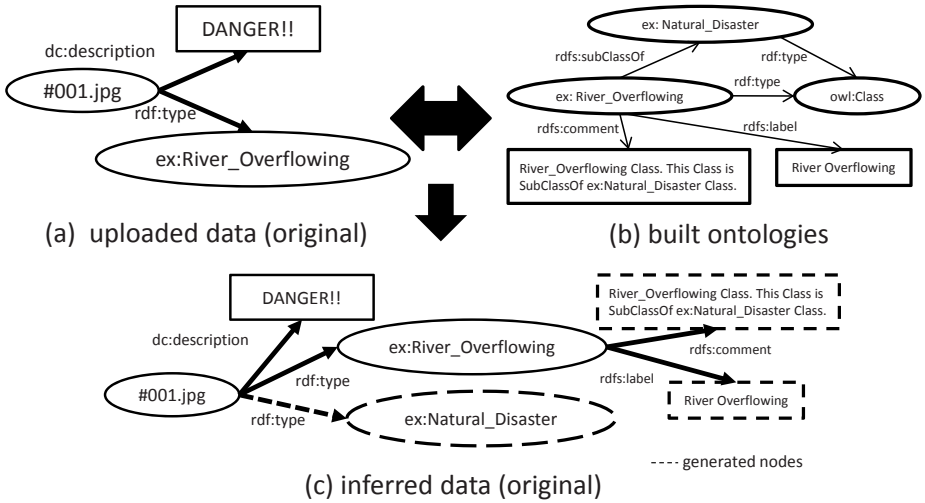 DANGER!!
dc:description
#001.jpg
rdf:type
ex:River_Overflowing
(a) uploaded data (original)
ex: Natural_Disaster
rdfs:subClassOf
rdf:type
ex: River_Overflowing
rdf:type
owl:Class
rdfs:comment
rdfs:label
River_Overflowing Class. This Class is
SubClassOf ex:Natural_Disaster Class.
River Overflowing
(b) built ontologies
DANGER!!
dc:description
#001.jpg
rdf:type
ex:River_Overflowing
rdf:type
ex:Natural_Disaster
River_Overflowing Class. This Class is
SubClassOf ex:Natural_Disaster Class.
rdfs:comment
rdfs:label
River Overflowing
---- generated nodes
(c) inferred data (original)